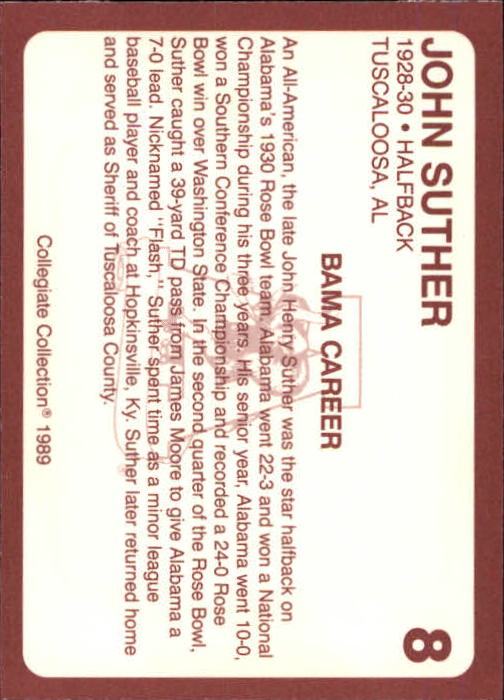 JOHN SUTHER
8
1928-30 • HALFBACK
TUSCALOOSA, AL
BAMA CAREER
An All-American, the late John Henry Suther was the star halfback on
Alabama's 1930 Rose Bowl team. Alabama went 22-3 and won a National
Championship during his three years. His senior year, Alabama went 10-0,
won a Southern Conference Championship and recorded a 24-0 Rose
Bowl win over Washington State. In the second quarter of the Rose Bowl,
Suther caught a 39-yard TD pass from James Moore to give Alabama a
7-0 lead. Nicknamed "Flash," Suther spent time as a minor league
baseball player and coach at Hopkinsville, Ky. Suther later returned home
and served as Sheriff of Tuscaloosa County.
Collegiate Collection® 1989